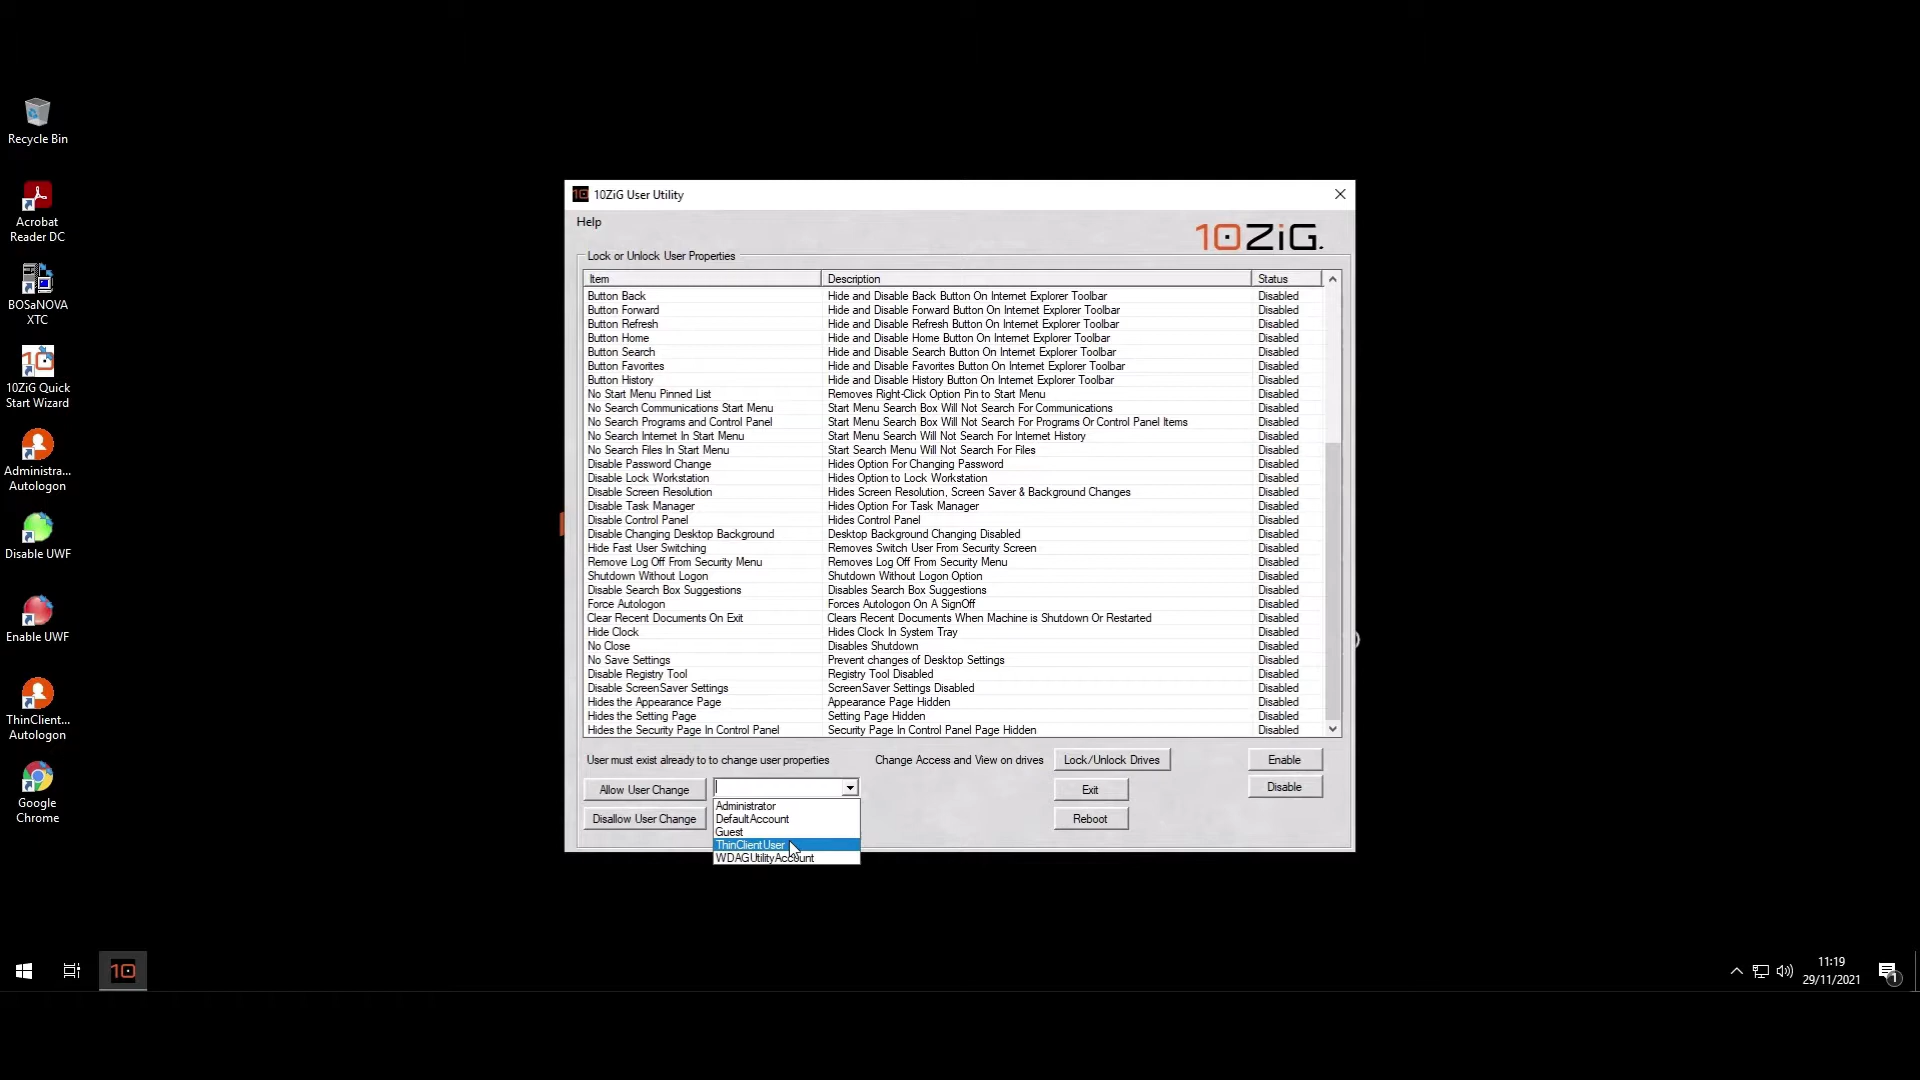 Recycle Bin
Acrobat
Reader DC
BOSaNOVA
XTC
10ZiG Quick
Start Wizard
Administra...
Autologon
Disable UWF
Enable UWF
ThinClient...
Autologon
Google
Chrome
10ZiG User Utility
Help
10ZiG.
Lock or Unlock User Properties
Item Description Status
Button Back Hide and Disable Back Button On Internet Explorer Toolbar Disabled
Button Forward Hide and Disable Forward Button On Internet Explorer Toolbar Disabled
Button Refresh Hide and Disable Refresh Button On Internet Explorer Toolbar Disabled
Button Home Hide and Disable Home Button On Internet Explorer Toolbar Disabled
Button Search Hide and Disable Search Button On Internet Explorer Toolbar Disabled
Button Favorites Hide and Disable Favorites Button On Internet Explorer Toolbar Disabled
Button History Hide and Disable History Button On Internet Explorer Toolbar Disabled
No Start Menu Pinned List Removes Right-Click Option Pin to Start Menu Disabled
No Search Communications Start Menu Start Menu Search Box Will Not Search For Communications Disabled
No Search Programs and Control Panel Start Menu Search Box Will Not Search For Programs Or Control Panel Items Disabled
No Search Internet In Start Menu Start Menu Search Will Not Search For Internet History Disabled
No Search Files In Start Menu Start Search Menu Will Not Search For Files Disabled
Disable Password Change Hides Option For Changing Password Disabled
Disable Lock Workstation Hides Option to Lock Workstation Disabled
Disable Screen Resolution Hides Screen Resolution, Screen Saver & Background Changes Disabled
Disable Task Manager Hides Option For Task Manager Disabled
Disable Control Panel Hides Control Panel Disabled
Disable Changing Desktop Background Desktop Background Changing Disabled Disabled
Hide Fast User Switching Removes Switch User From Security Screen Disabled
Remove Log Off From Security Menu Removes Log Off From Security Menu Disabled
Shutdown Without Logon Shutdown Without Logon Option Disabled
Disable Search Box Suggestions Disables Search Box Suggestions Disabled
Force Autologon Forces Autologon On A SignOff Disabled
Clear Recent Documents On Exit Clears Recent Documents When Machine is Shutdown Or Restarted Disabled
Hide Clock Hides Clock In System Tray Disabled
No Close Disables Shutdown Disabled
No Save Settings Prevent changes of Desktop Settings Disabled
Disable Registry Tool Registry Tool Disabled Disabled
Disable ScreenSaver Settings ScreenSaver Settings Disabled Disabled
Hides the Appearance Page Appearance Page Hidden Disabled
Hides the Setting Page Setting Page Hidden Disabled
Hides the Security Page In Control Panel Security Page In Control Panel Page Hidden Disabled
User must exist already to to change user properties Change Access and View on drives Lock/Unlock Drives Enable
Allow User Change Exit Disable
Disallow User Change Reboot
Administrator
DefaultAccount
Guest
ThinClientUser
WDAGUtilityAccount
10
11:19
29/11/2021
1